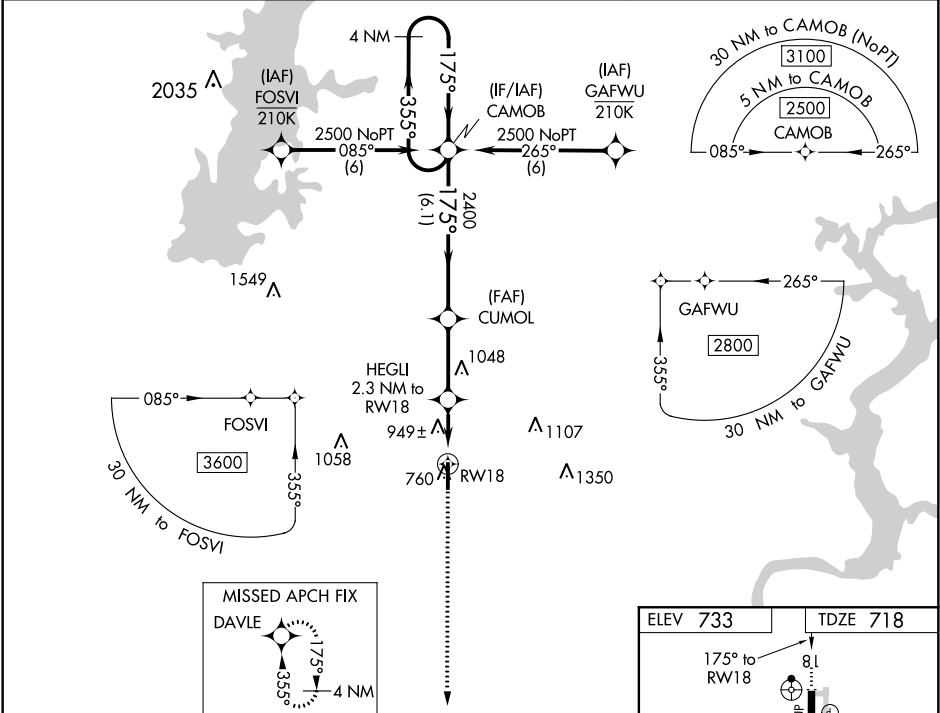 4 NM
175°
355°
2035
(IAF)
FOSVI
210K
2500 NoPT
085°
(6)
(IF/IAF)
CAMOB
(IAF)
GAFWU
210K
2500 NoPT
265°
(6)
30 NM to CAMOB (NoPT)
3100
5 NM to CAMOB
2500
CAMOB
085°
265°
2400
175°
(6.1)
1549
(FAF)
CUMOL
1048
HEGLI
2.3 NM to
RW18
949±
1107
760
RW18
1350
265°
GAFWU
2800
355°
30 NM to GAFWU
085°
FOSVI
3600
1058
355°
30 NM to FOSVI
MISSED APCH FIX
DAVLE
175°
355°
4 NM
ELEV 733
TDZE 718
175° to
RW18
18